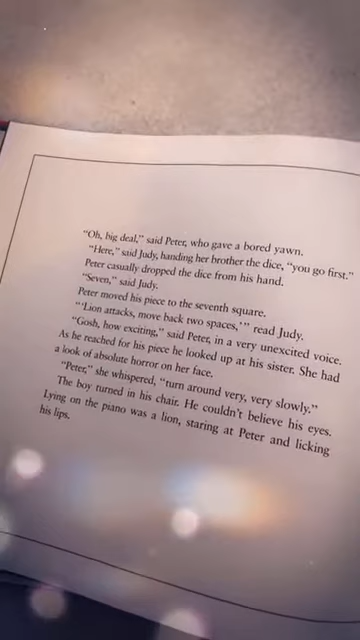 “Oh, big deal,” said Peter, who gave a bored yawn.
“Here,” said Judy, handing her brother the dice, “you go first.”
Peter casually dropped the dice from his hand.
“Seven,” said Judy.
Peter moved his piece to the seventh square.
“‘Lion attacks, move back two spaces,’” read Judy.
“Gosh, how exciting,” said Peter, in a very unexcited voice.
As he reached for his piece he looked up at his sister. She had
a look of absolute horror on her face.
“Peter,” she whispered, “turn around very, very slowly.”
The boy turned in his chair. He couldn’t believe his eyes.
Lying on the piano was a lion, staring at Peter and licking
his lips.